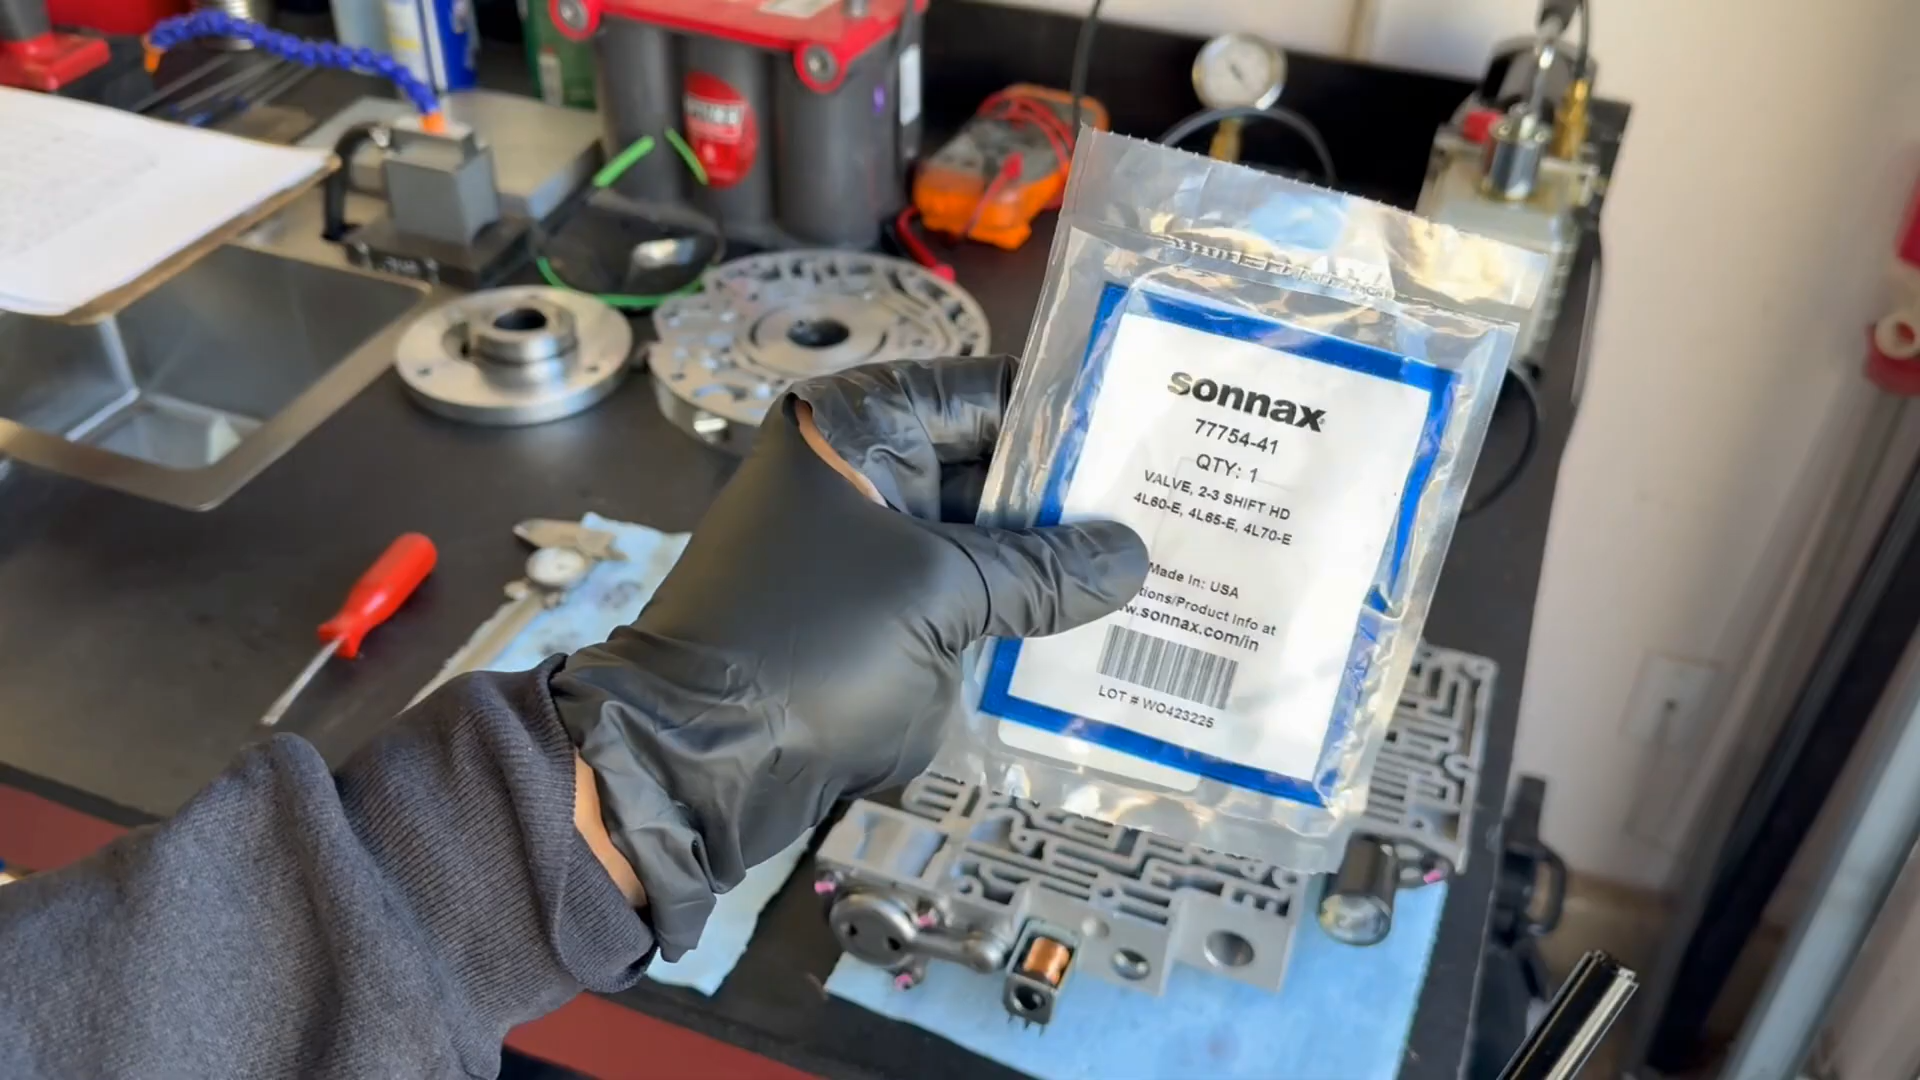 sonnax
77754-41
QTY: 1
VALVE, 2-3 SHIFT HD
4L60-E, 4L65-E, 4L70-E
Made In: USA
tions/Product Info at
w.sonnax.com/in
LOT # WO423225